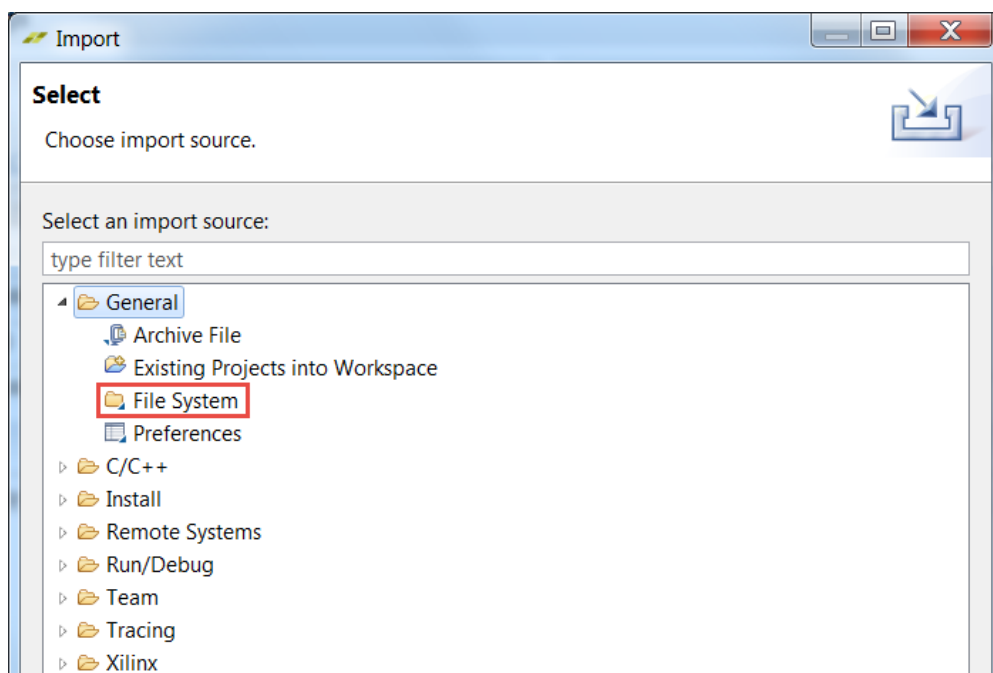 Import
Select
Choose import source.
Select an import source:
type filter text
General
Archive File
Existing Projects into Workspace
File System
Preferences
C/C++
Install
Remote Systems
Run/Debug
Team
Tracing
Xilinx